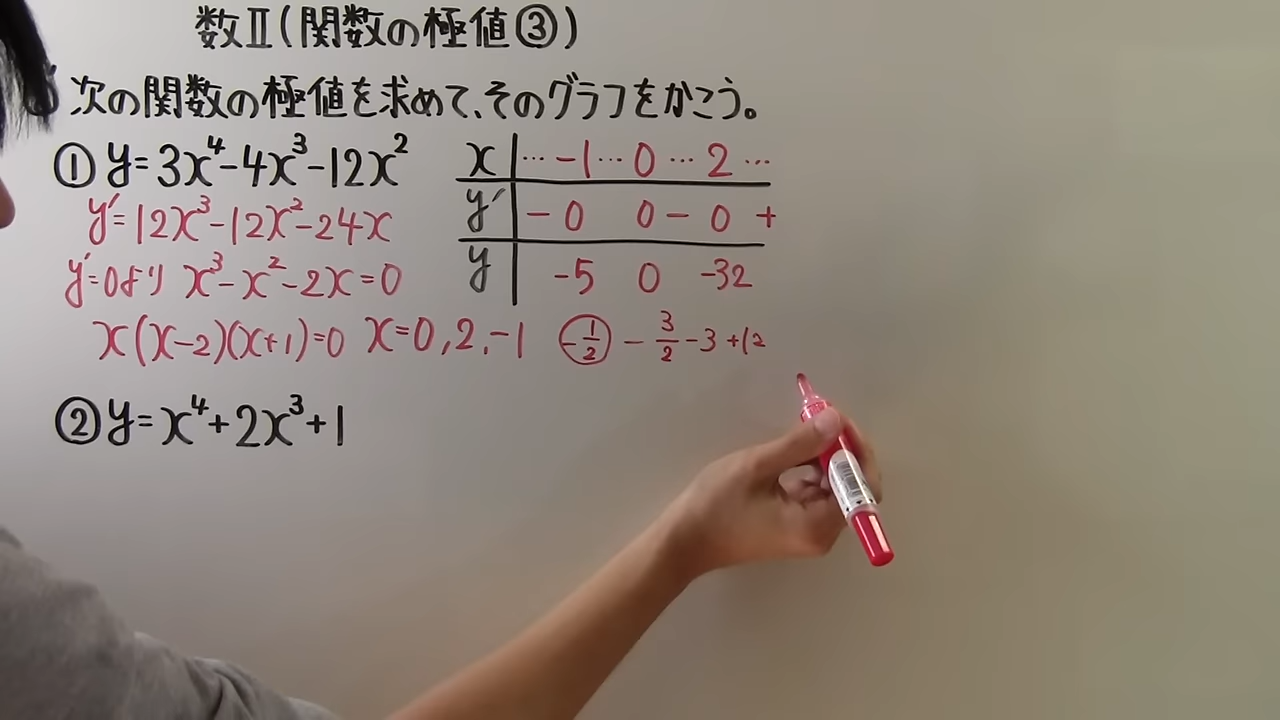 数Ⅱ(関数の極値③)
次の関数の極値を求めて、そのグラフをかこう。
① y=3x⁴-4x³-12x²
y'=12x³-12x²-24x
y'=0より x³-x²-2x=0
x(x-2)(x+1)=0 x=0,2,-1
x … -1 … 0 … 2 …
y' - 0 0 - 0 +
y -5 0 -32
-1/2 -3/2-3+12
② y=x⁴+2x³+1